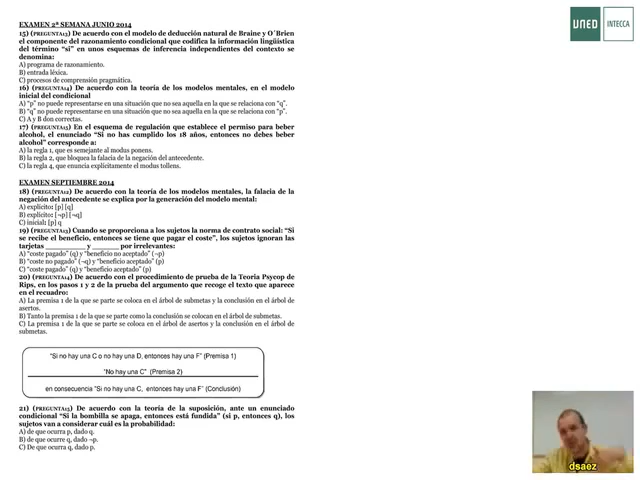 EXAMEN 2ª SEMANA JUNIO 2014
15) (PREGUNTA13) De acuerdo con el modelo de deducción natural de Braine y O´Brien
el componente del razonamiento condicional que codifica la información lingüística
del término “si” en unos esquemas de inferencia independientes del contexto se
denomina:
A) programa de razonamiento.
B) entrada léxica.
C) procesos de comprensión pragmática.
16) (PREGUNTA14) De acuerdo con la teoría de los modelos mentales, en el modelo
inicial del condicional
A) “p” no puede representarse en una situación que no sea aquella en la que se relaciona con “q”.
B) “q” no puede representarse en una situación que no sea aquella en la que se relaciona con “p”.
C) A y B don correctas.
17) (PREGUNTA15) En el esquema de regulación que establece el permiso para beber
alcohol, el enunciado “Si no has cumplido los 18 años, entonces no debes beber
alcohol” corresponde a:
A) la regla 1, que es semejante al modus ponens.
B) la regla 2, que bloquea la falacia de la negación del antecedente.
C) la regla 4, que enuncia explícitamente el modus tollens.
EXAMEN SEPTIEMBRE 2014
18) (PREGUNTA12) De acuerdo con la teoría de los modelos mentales, la falacia de la
negación del antecedente se explica por la generación del modelo mental:
A) explícito: [p] [q]
B) explícito: [¬p] [¬q]
C) inicial: [p] q
19) (PREGUNTA13) Cuando se proporciona a los sujetos la norma de contrato social: “Si
se recibe el beneficio, entonces se tiene que pagar el coste”, los sujetos ignoran las
tarjetas _________ y ______ por irrelevantes:
A) “coste pagado” (q) y “beneficio no aceptado” (¬p)
B) “coste no pagado” (¬q) y “beneficio aceptado” (p)
C) “coste pagado” (q) y “beneficio aceptado” (p)
20) (PREGUNTA14) De acuerdo con el procedimiento de prueba de la Teoría Psycop de
Rips, en los pasos 1 y 2 de la prueba del argumento que recoge el texto que aparece
en el recuadro:
A) La premisa 1 de la que se parte se coloca en el árbol de submetas y la conclusión en el árbol de
asertos.
B) Tanto la premisa 1 de la que se parte como la conclusión se colocan en el árbol de submetas.
C) La premisa 1 de la que se parte se coloca en el árbol de asertos y la conclusión en el árbol de
submetas.
“Si no hay una C o no hay una D, entonces hay una F” (Premisa 1)
“No hay una C” (Premisa 2)
en consecuencia “Si no hay una C, entonces hay una F” (Conclusión)
21) (PREGUNTA15) De acuerdo con la teoría de la suposición, ante un enunciado
condicional “Si la bombilla se apaga, entonces está fundida” (si p, entonces q), los
sujetos van a considerar cuál es la probabilidad:
A) de que ocurra p, dado q.
B) de que ocurre q, dado ¬p.
C) De que ocurra q, dado p.
UNED
INTECCA
dsaez